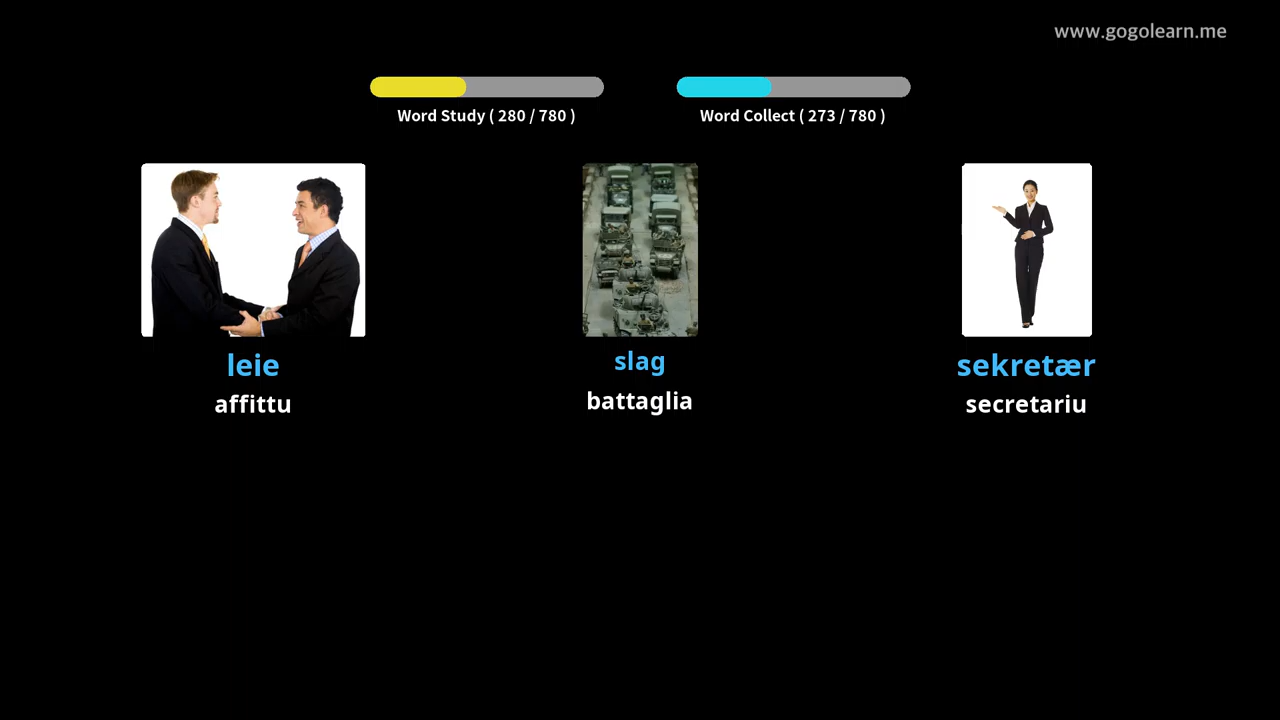 www.gogolearn.me
Word Study ( 280 / 780 )
Word Collect ( 273 / 780 )
leie
affittu
slag
battaglia
sekretær
secretariu